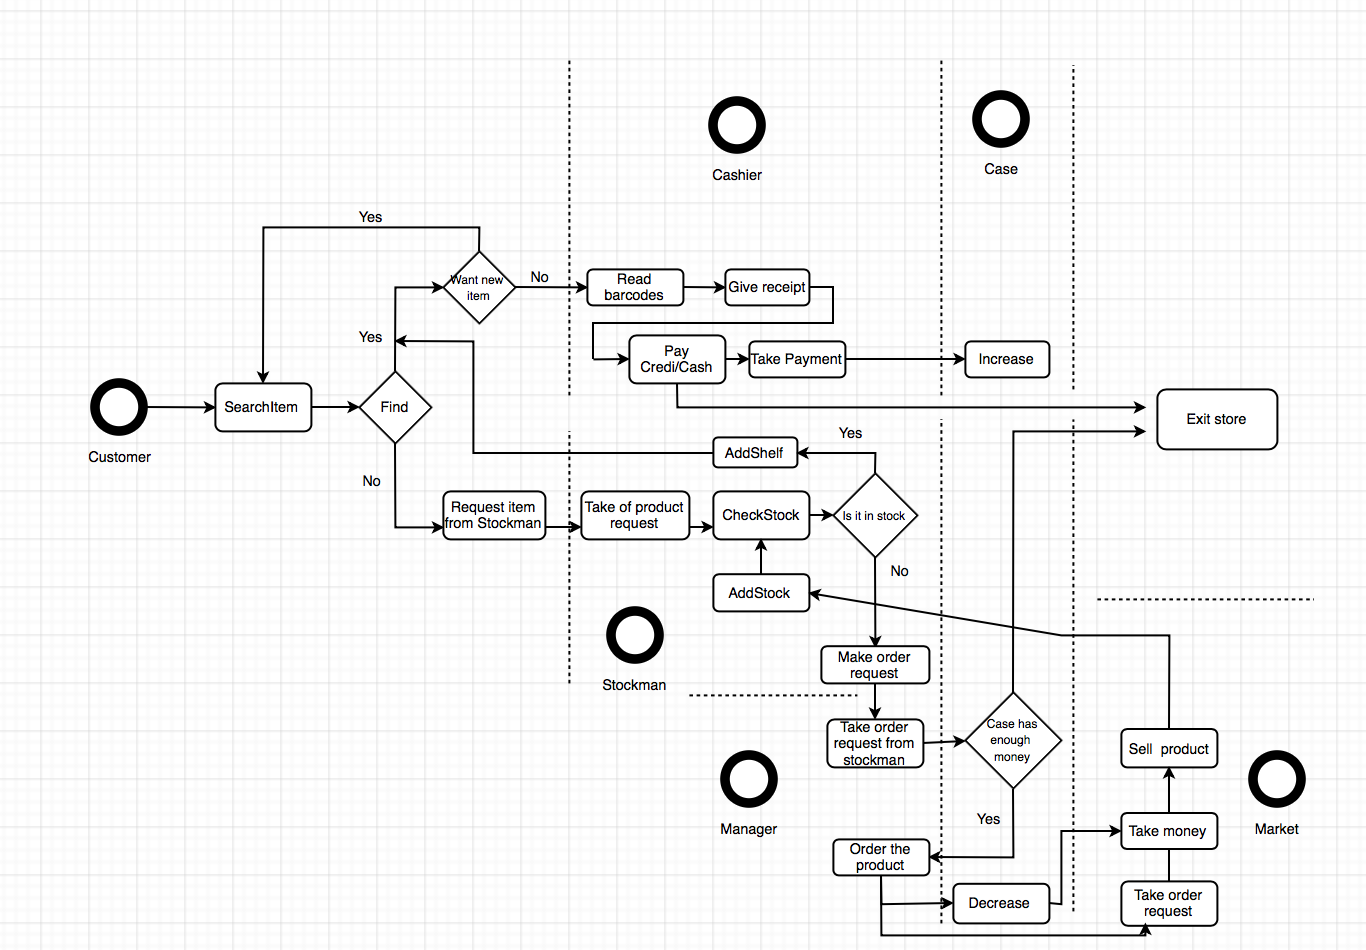 Cashier
Case
Yes
Want new
item
No
Read
barcodes
Give receipt
Yes
Pay
Credi/Cash
Take Payment
Increase
Customer
SearchItem
Find
Exit store
No
AddShelf
Yes
Request item
from Stockman
Take of product
request
CheckStock
Is it in stock
No
AddStock
Stockman
Make order
request
Take order
request from
stockman
Case has
enough
money
Sell product
Manager
Yes
Take money
Market
Order the
product
Decrease
Take order
request